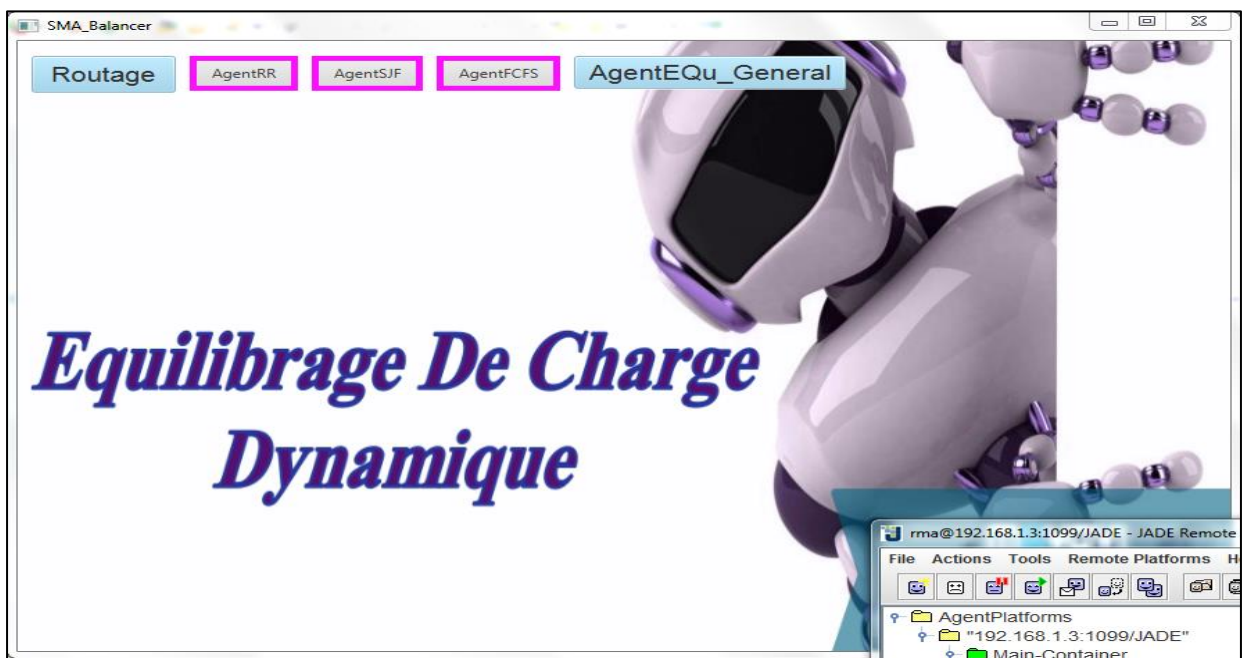 SMA_Balancer
Routage AgentRR AgentSJF AgentFCFS AgentEQu_General
Equilibrage De Charge
Dynamique
rma@192.168.1.3:1099/JADE - JADE Remote
File Actions Tools Remote Platforms
AgentPlatforms
"192.168.1.3:1099/JADE"
Main-Container